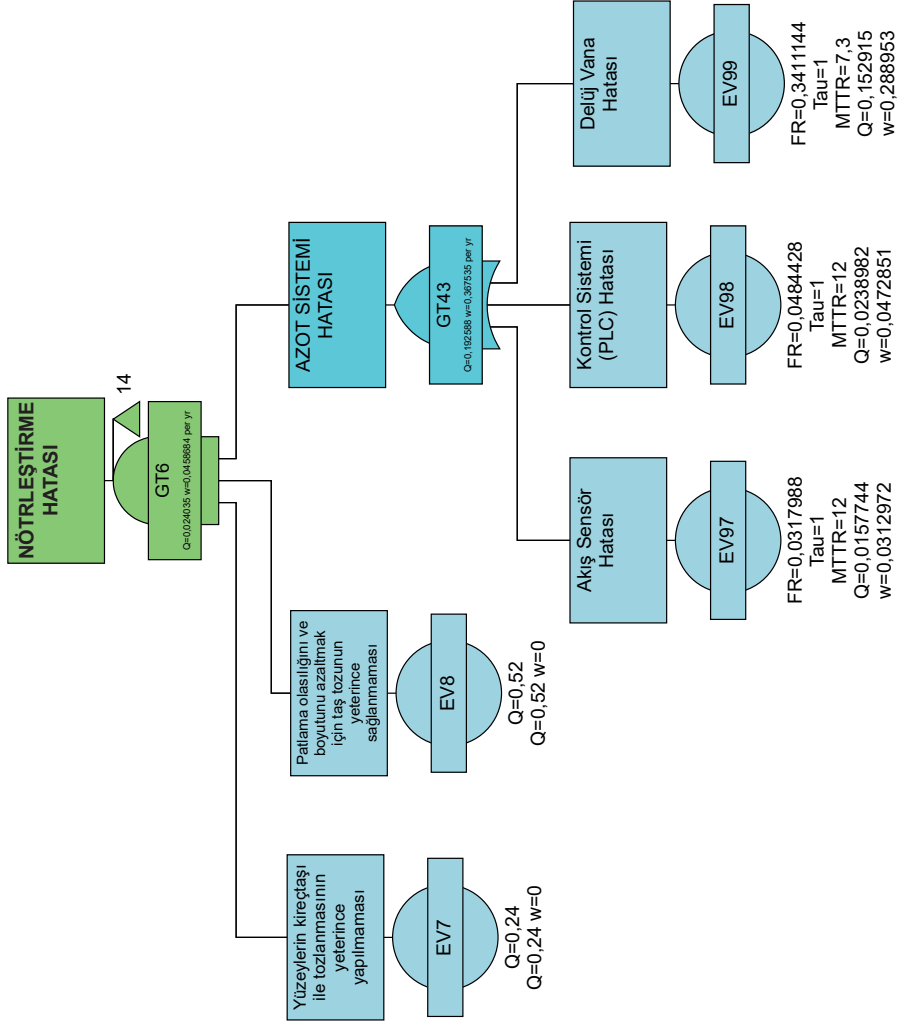 NÖTRLEŞTİRME
HATASI
14
GT6
Q=0,024035 w=0,0458684 per yr
Yüzeylerin kireçtaşı
ile tozlanmasının
yeterince
yapılmaması
EV7
Q=0,24
Q=0,24 w=0
Patlama olasılığını ve
boyutunu azaltmak
için taş tozunun
yeterince
sağlanmaması
EV8
Q=0,52
Q=0,52 w=0
AZOT SİSTEMİ
HATASI
GT43
Q=0,192588 w=0,367535 per yr
Akış Sensör
Hatası
EV97
FR=0,0317988
Tau=1
MTTR=12
Q=0,0157744
w=0,0312972
Kontrol Sistemi
(PLC) Hatası
EV98
FR=0,0484428
Tau=1
MTTR=12
Q=0,0238982
w=0,0472851
Delüj Vana
Hatası
EV99
FR=0,3411144
Tau=1
MTTR=7,3
Q=0,152915
w=0,288953